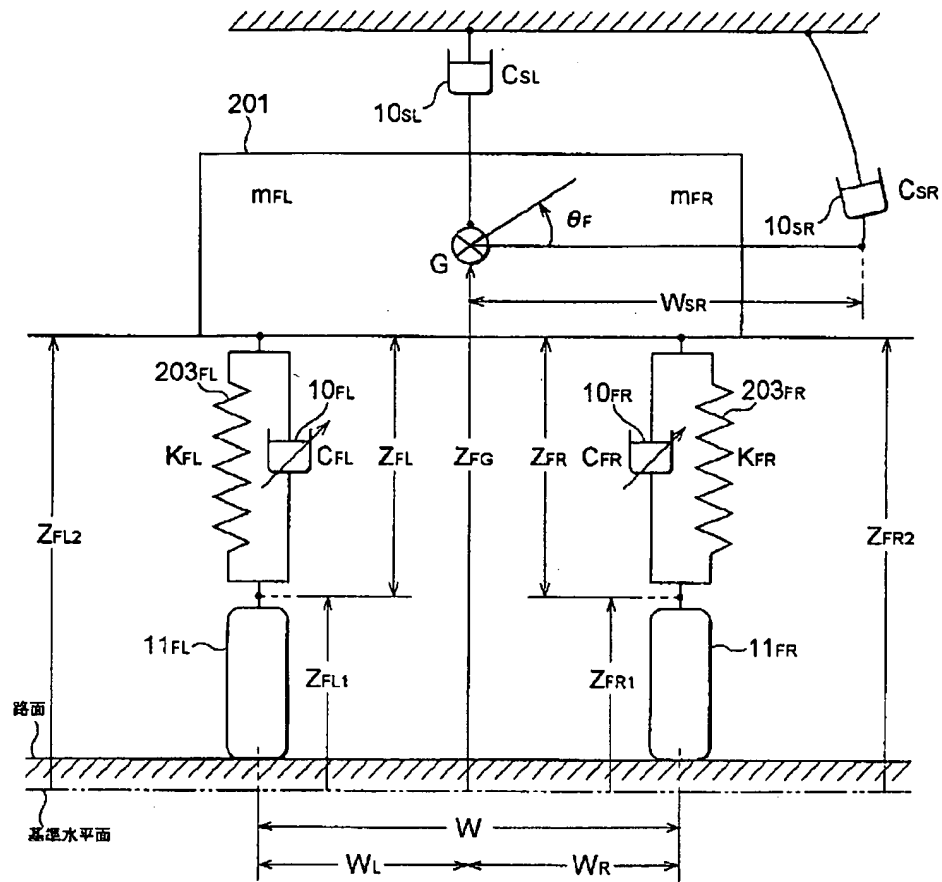 CSL
10SL
201
mFL
mFR
CSR
10SR
θF
G
WSR
203FL
10FL
KFL
CFL
ZFL
ZFG
ZFR
10FR
CFR
203FR
KFR
ZFL2
ZFR2
11FL
11FR
ZFL1
ZFR1
路面
基準水平面
W
WL
WR